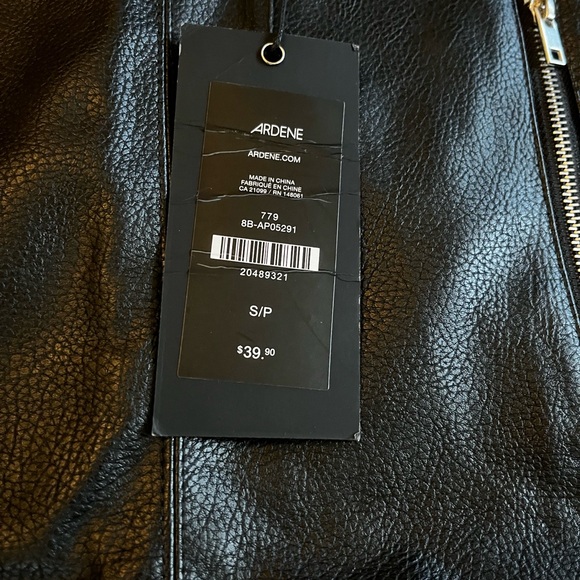 ARDENE
ARDENE.COM
MADE IN CHINA
FABRIQUÉ EN CHINE
CA 21099 / RN 148061
779
8B-AP05291
20489321
S/P
$39.90